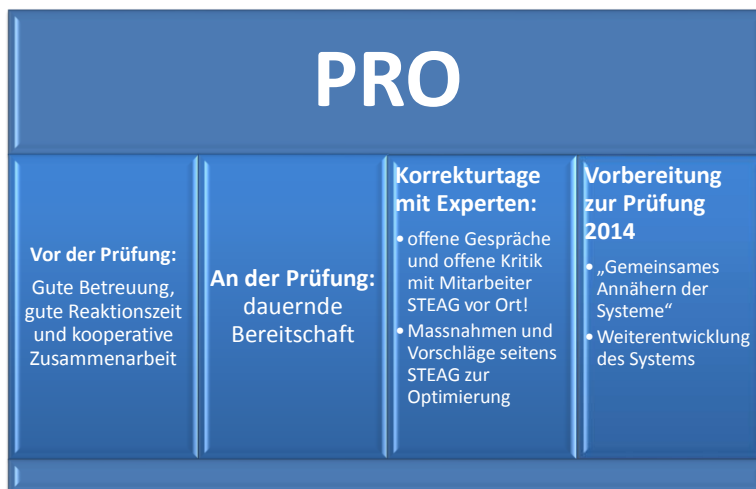 PRO
Vor der Prüfung:
Gute Betreuung,
gute Reaktionszeit
und kooperative
Zusammenarbeit
An der Prüfung:
dauernde
Bereitschaft
Korrekturtage
mit Experten:
• offene Gespräche
und offene Kritik
mit Mitarbeiter
STEAG vor Ort!
• Massnahmen und
Vorschläge seitens
STEAG zur
Optimierung
Vorbereitung
zur Prüfung
2014
• „Gemeinsames
Annähern der
Systeme“
• Weiterentwicklung
des Systems